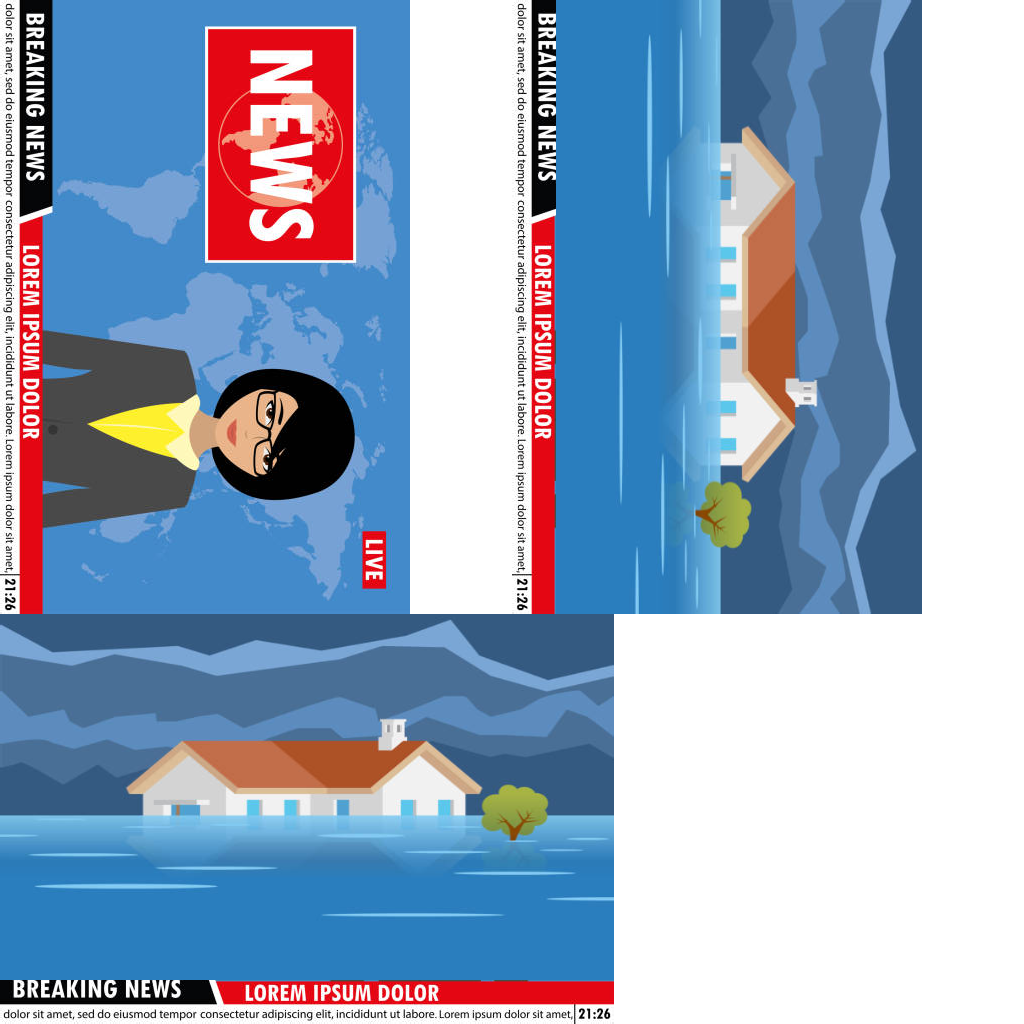 NEWS
LIVE
BREAKING NEWS
LOREM IPSUM DOLOR
dolor sit amet, sed do eiusmod tempor consectetur adipiscing elit, incididunt ut labore. Lorem ipsum dolor sit amet,
21:26
BREAKING NEWS
LOREM IPSUM DOLOR
dolor sit amet, sed do eiusmod tempor consectetur adipiscing elit, incididunt ut labore. Lorem ipsum dolor sit amet,
21:26
BREAKING NEWS
LOREM IPSUM DOLOR
dolor sit amet, sed do eiusmod tempor consectetur adipiscing elit, incididunt ut labore. Lorem ipsum dolor sit amet,
21:26